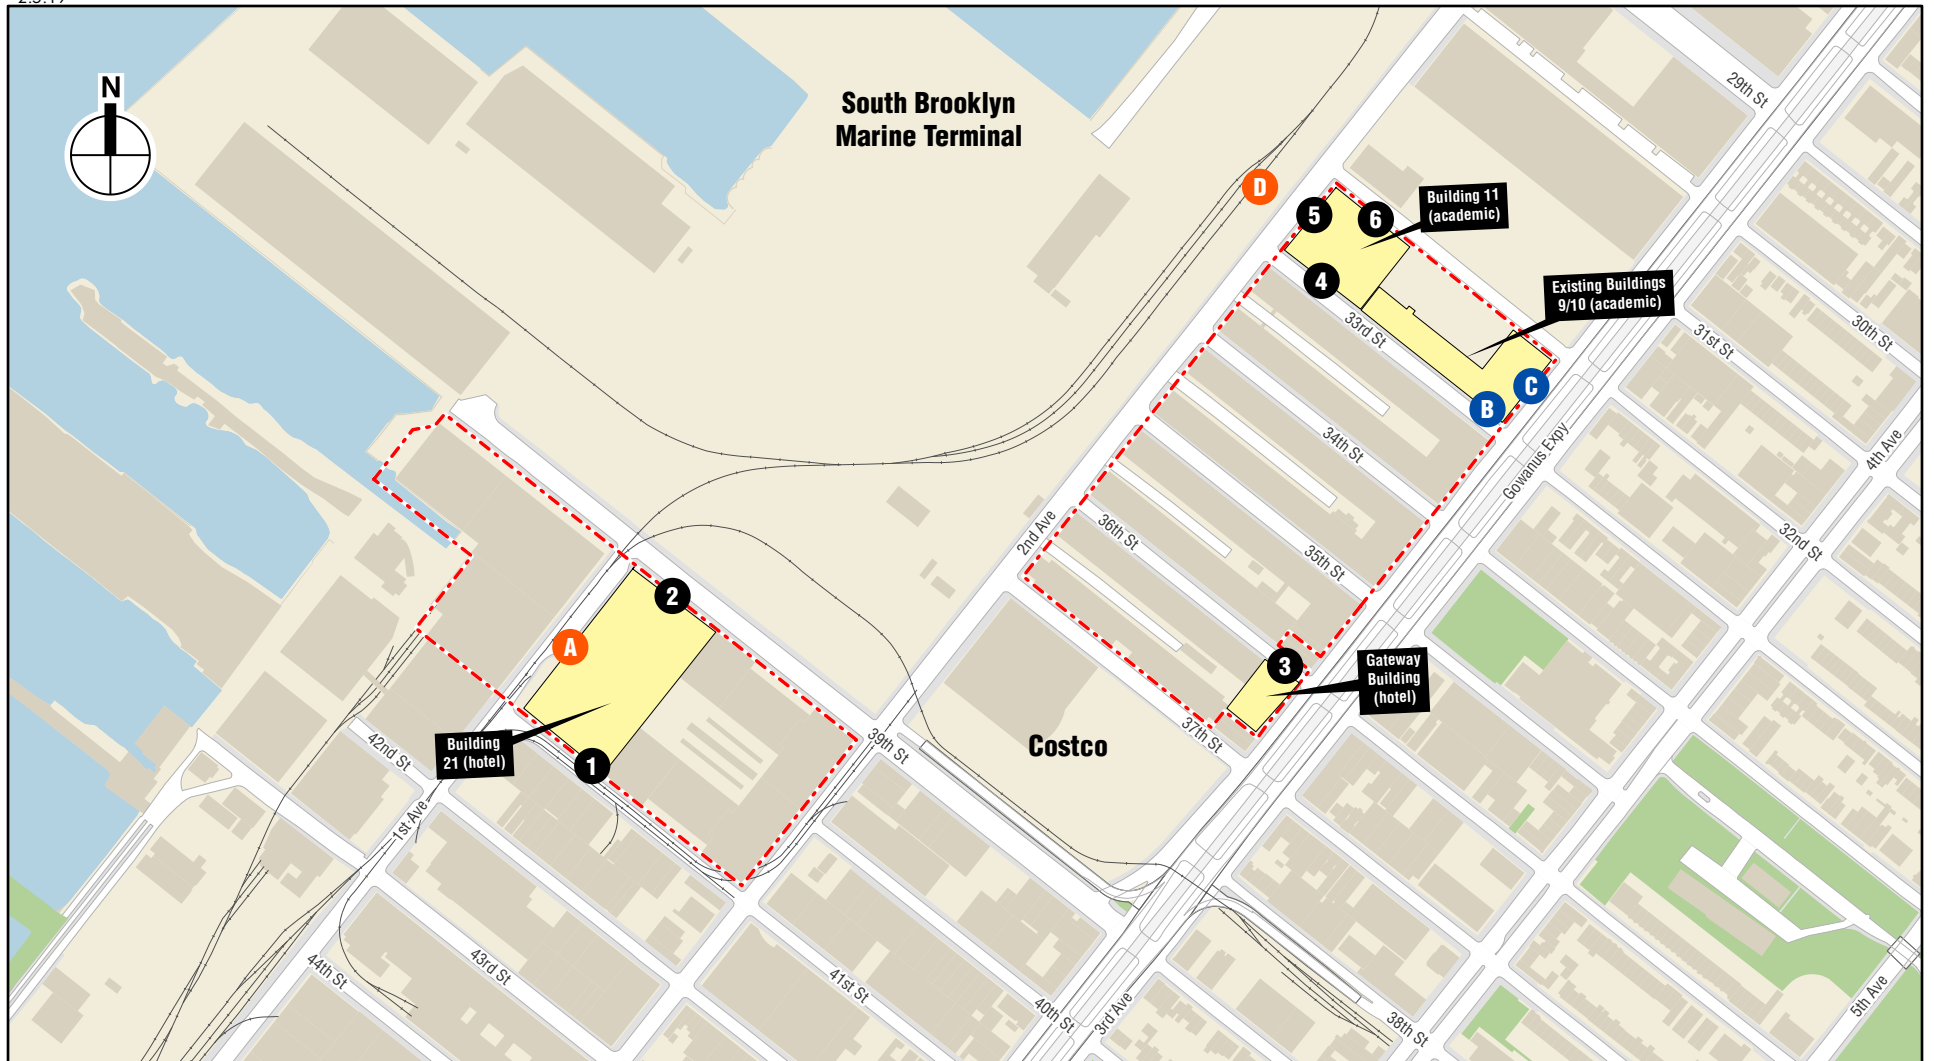 N
South Brooklyn
Marine Terminal
29th St
D
5
6
Building 11
(academic)
4
Existing Buildings
9/10 (academic)
33rd St
30th St
31st St
C
B
34th St
Gowanus Expy
4th Ave
2nd Ave
36th St
35th St
32nd St
2
A
3
Gateway
Building
(hotel)
37th St
Costco
39th St
42nd St
Building
21 (hotel)
1
1st Ave
44th St
43rd St
41st St
40th St
3rd Ave
38th St
5th Ave